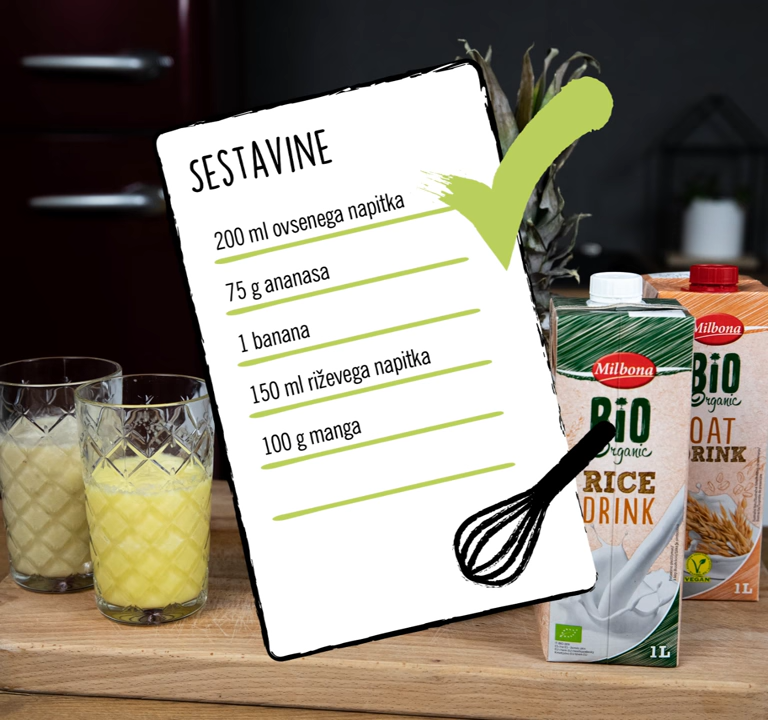 SESTAVINE
200 ml ovsenega napitka
75 g ananasa
1 banana
150 ml riževega napitka
100 g manga
Milbona
BiO
Organic
RICE
DRINK
1L
Milbona
BiO
Organic
OAT
DRINK
VEGAN
1L